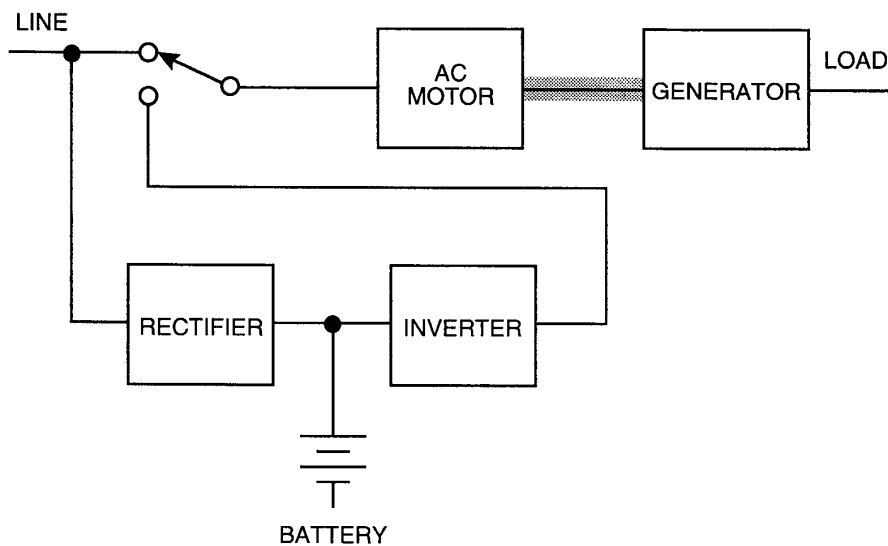 LINE
AC
MOTOR
GENERATOR
LOAD
RECTIFIER
INVERTER
BATTERY